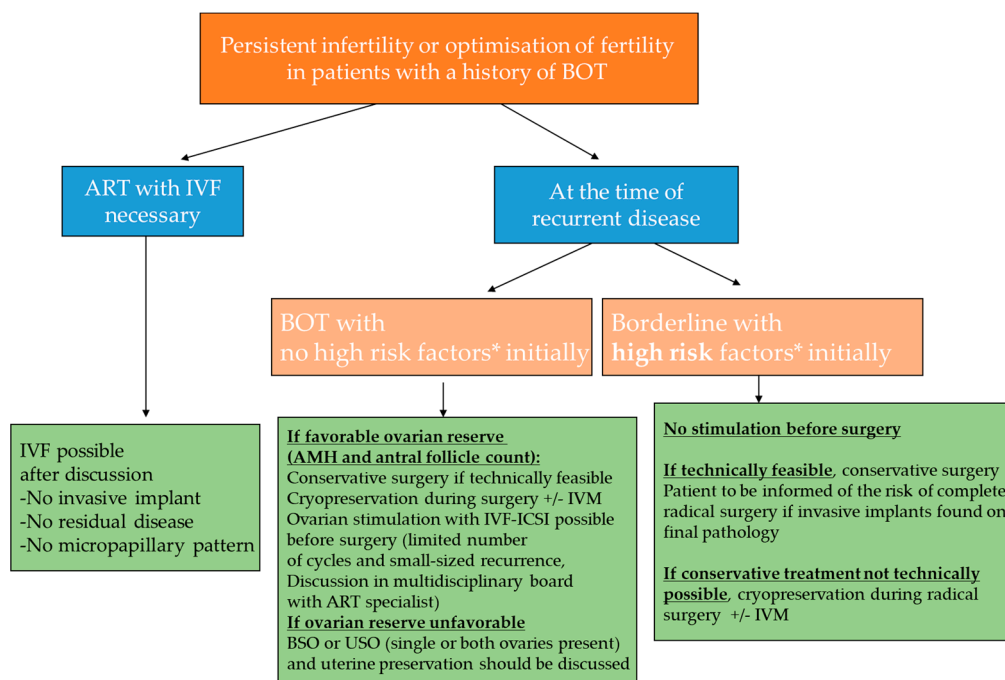 Persistent infertility or optimisation of fertility
in patients with a history of BOT
ART with IVF
necessary
At the time of
recurrent disease
BOT with
no high risk factors* initially
Borderline with
high risk factors* initially
IVF possible
after discussion
-No invasive implant
-No residual disease
-No micropapillary pattern
If favorable ovarian reserve
(AMH and antral follicle count):
Conservative surgery if technically feasible
Cryopreservation during surgery +/- IVM
Ovarian stimulation with IVF-ICSI possible
before surgery (limited number
of cycles and small-sized recurrence,
Discussion in multidisciplinary board
with ART specialist)
If ovarian reserve unfavorable
BSO or USO (single or both ovaries present)
and uterine preservation should be discussed
No stimulation before surgery
If technically feasible, conservative surgery
Patient to be informed of the risk of complete
radical surgery if invasive implants found on
final pathology
If conservative treatment not technically
possible, cryopreservation during radical
surgery +/- IVM